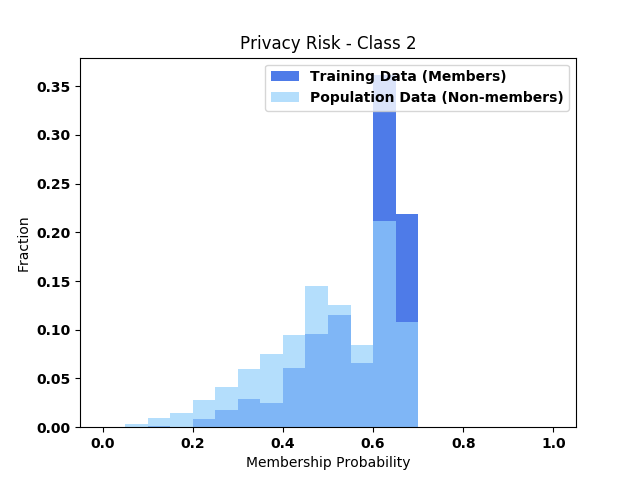 Privacy Risk - Class 2
Training Data (Members)
Population Data (Non-members)
Fraction
0.35
0.30
0.25
0.20
0.15
0.10
0.05
0.00
0.0 0.2 0.4 0.6 0.8 1.0
Membership Probability